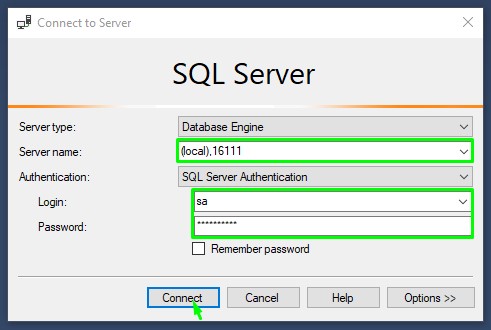 Connect to Server
SQL Server
Server type: Database Engine
Server name: (local),16111
Authentication: SQL Server Authentication
Login: sa
Password: **********
Remember password
Connect Cancel Help Options >>